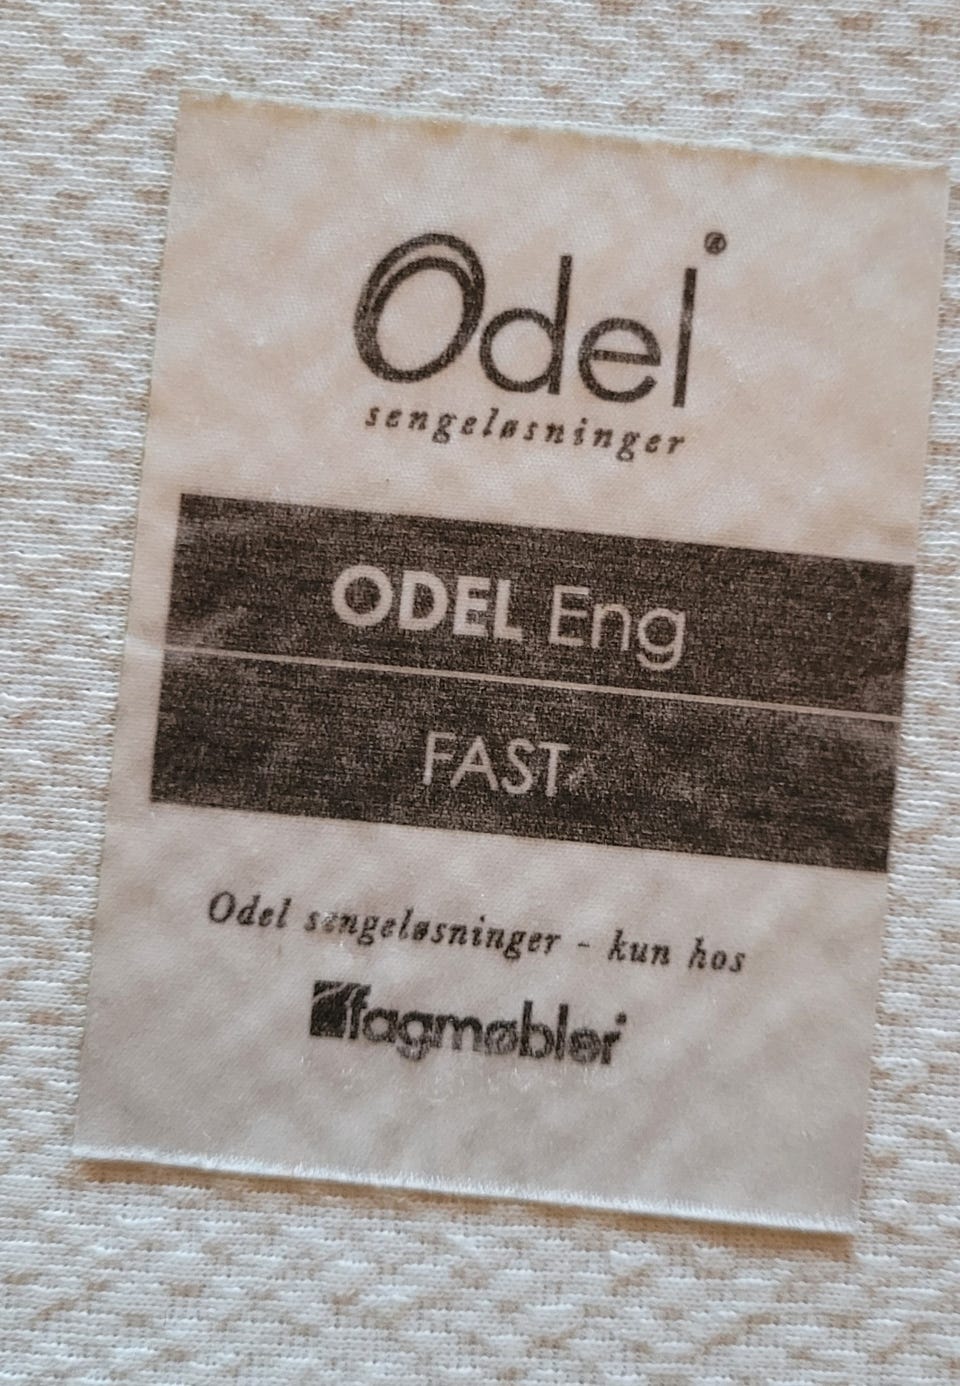 Odel®
sengeløsninger
ODEL Eng
FAST
Odel sengeløsninger - kun hos
fagmøbler